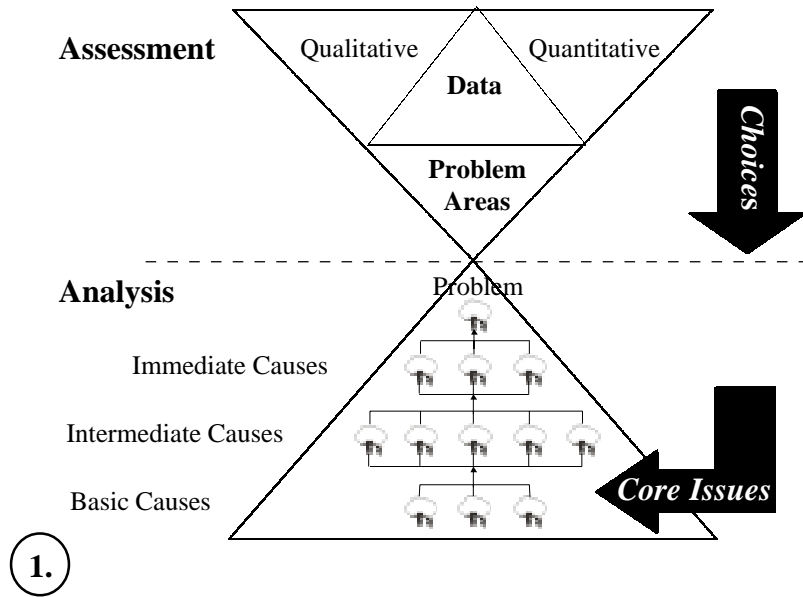 Assessment
Qualitative
Quantitative
Data
Problem
Areas
Choices
Analysis
Problem
Immediate Causes
Intermediate Causes
Basic Causes
Core Issues
1.